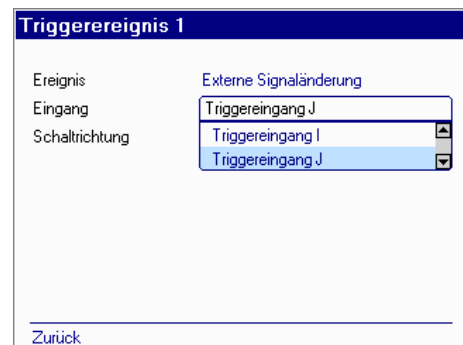 Triggerereignis 1
Ereignis Externe Signaländerung
Eingang Triggereingang J
Schaltrichtung Triggereingang I
Triggereingang J
Zurück